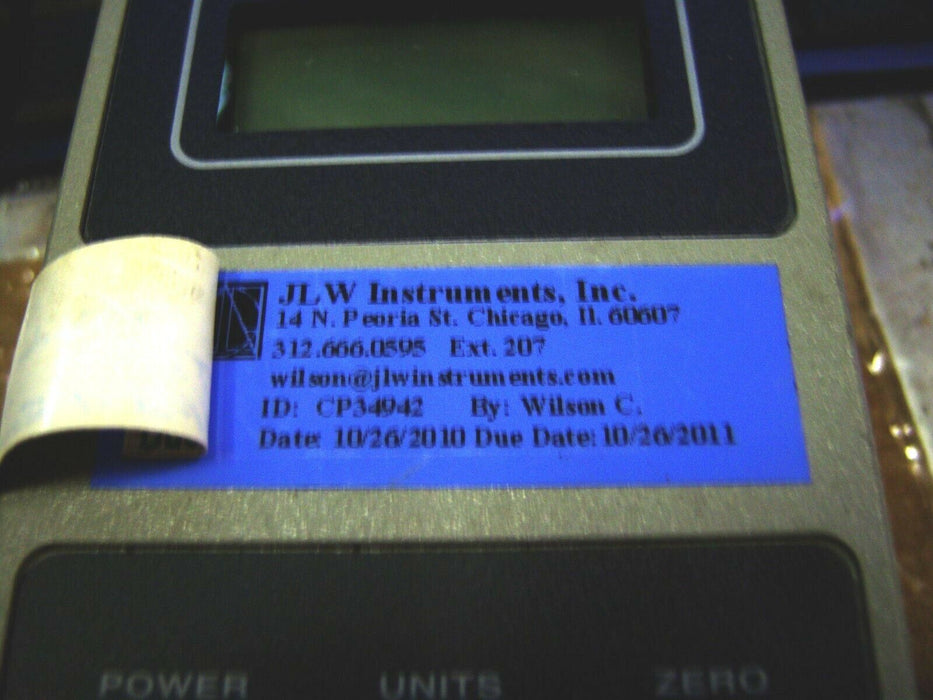 JLW Instruments, Inc.
14 N. Peoria St. Chicago, Il. 60607
312.666.0595 Ext. 207
wilson@jlwinstruments.com
ID: CP34942 By: Wilson C.
Date: 10/26/2010 Due Date: 10/26/2011
POWER UNITS ZERO